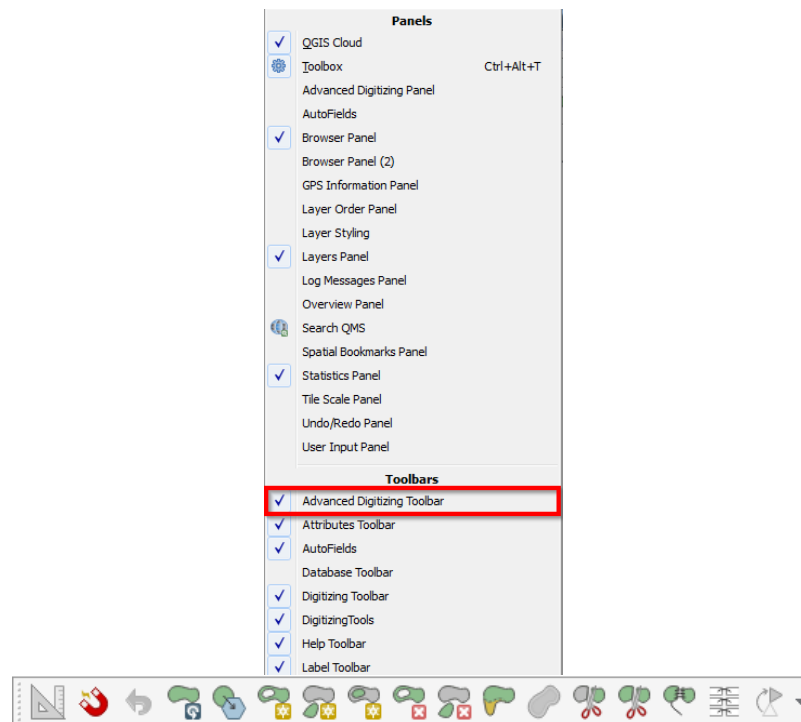 Panels
QGIS Cloud
Toolbox Ctrl+Alt+T
Advanced Digitizing Panel
AutoFields
Browser Panel
Browser Panel (2)
GPS Information Panel
Layer Order Panel
Layer Styling
Layers Panel
Log Messages Panel
Overview Panel
Search QMS
Spatial Bookmarks Panel
Statistics Panel
Tile Scale Panel
Undo/Redo Panel
User Input Panel
Toolbars
Advanced Digitizing Toolbar
Attributes Toolbar
AutoFields
Database Toolbar
Digitizing Toolbar
DigitizingTools
Help Toolbar
Label Toolbar